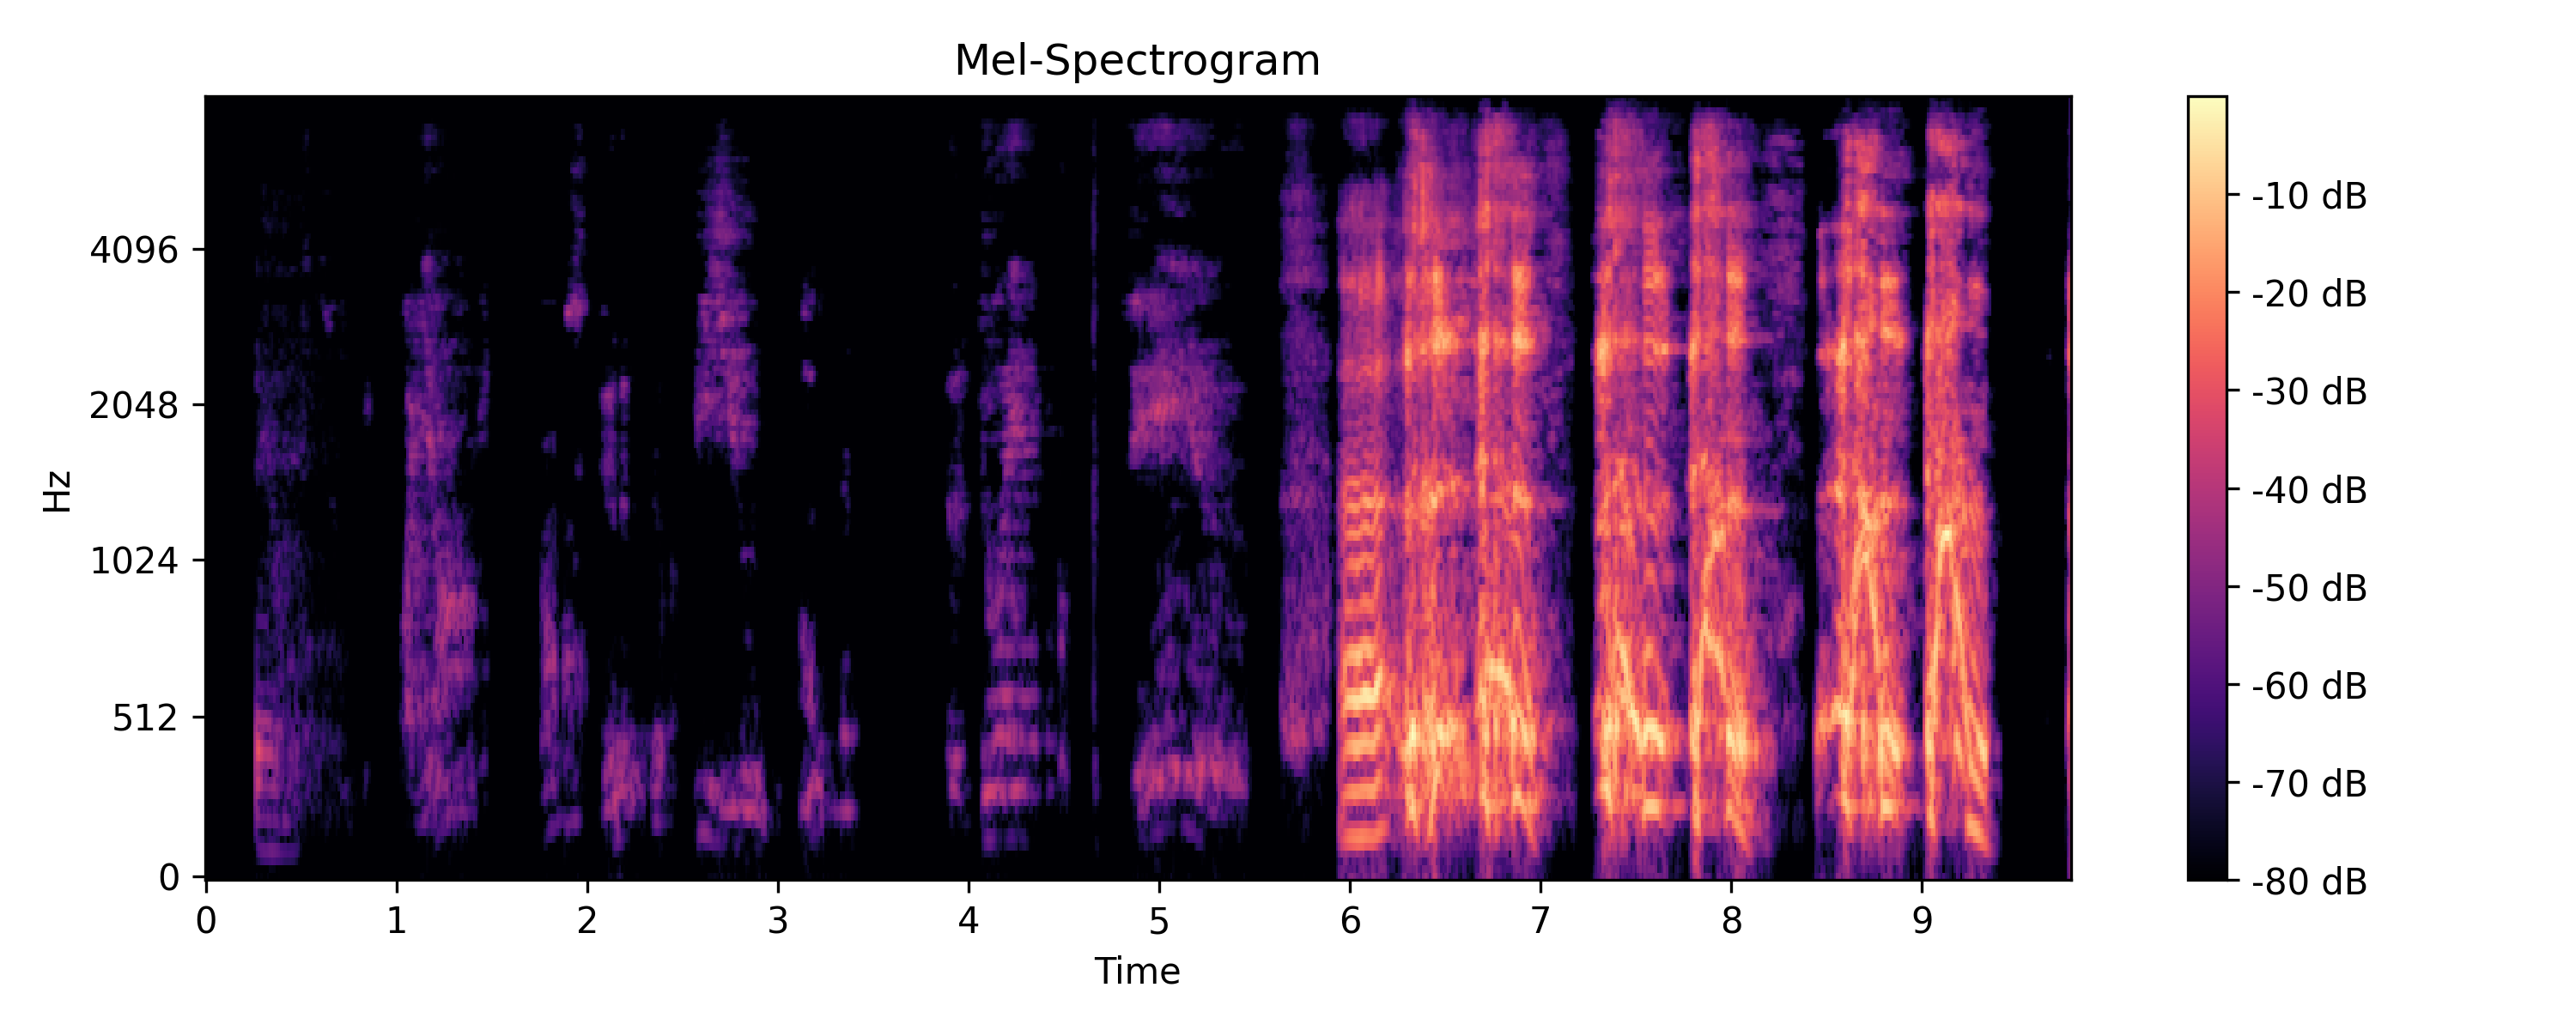 Mel-Spectrogram
Hz
4096
2048
1024
512
0
0 1 2 3 4 5 6 7 8 9
Time
-10 dB
-20 dB
-30 dB
-40 dB
-50 dB
-60 dB
-70 dB
-80 dB